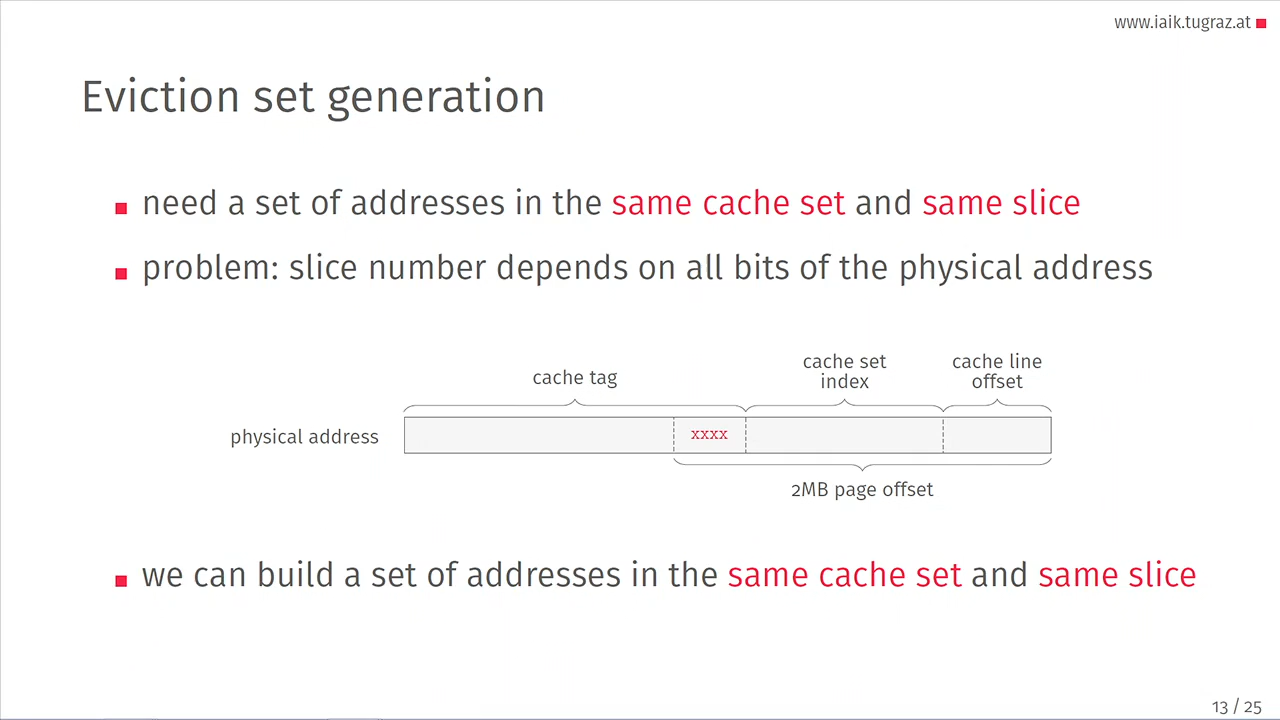 www.iaik.tugraz.at
Eviction set generation
need a set of addresses in the same cache set and same slice
problem: slice number depends on all bits of the physical address
cache tag
cache set
index
cache line
offset
physical address
xxxx
2MB page offset
we can build a set of addresses in the same cache set and same slice
13 / 25